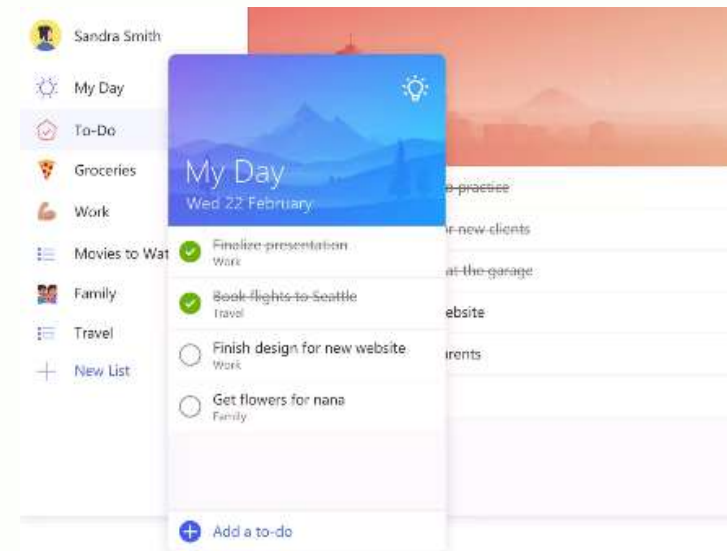 Sandra Smith
My Day
To-Do
Groceries
Work
Movies to Wat
Family
Travel
New List
My Day
Wed 22 February
Finalize presentation
Work
Book flights to Seattle
Travel
Finish design for new website
Work
Get flowers for nana
Family
Add a to-do
practice
r new clients
at the garage
ebsite
rents